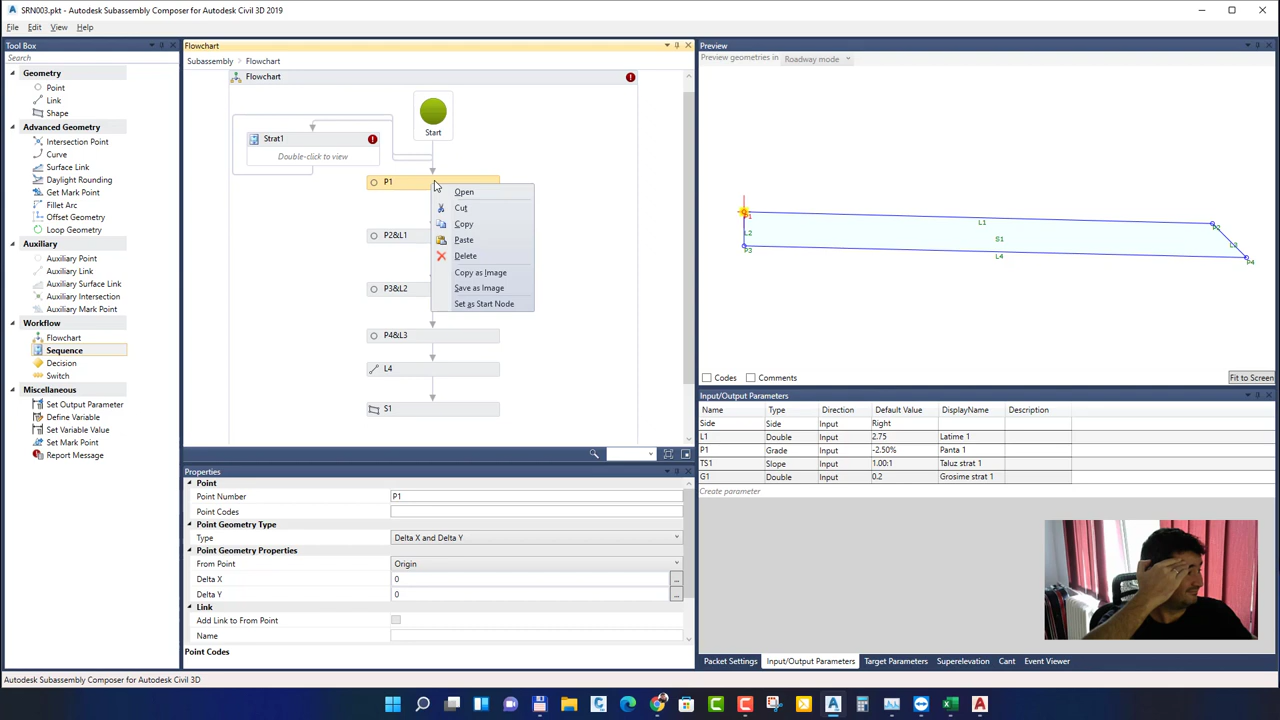 SRN003.pkt - Autodesk Subassembly Composer for Autodesk Civil 3D 2019
File Edit View Help
Tool Box
Search
Geometry
Point
Link
Shape
Advanced Geometry
Intersection Point
Curve
Surface Link
Daylight Rounding
Get Mark Point
Fillet Arc
Offset Geometry
Loop Geometry
Auxiliary
Auxiliary Point
Auxiliary Link
Auxiliary Surface Link
Auxiliary Intersection
Auxiliary Mark Point
Workflow
Flowchart
Sequence
Decision
Switch
Miscellaneous
Set Output Parameter
Define Variable
Set Variable Value
Set Mark Point
Report Message
Flowchart
Subassembly > Flowchart
Flowchart
Start
Strat1
Double-click to view
P1
P2&L1
P3&L2
P4&L3
L4
S1
Open
Cut
Copy
Paste
Delete
Copy as Image
Save as Image
Set as Start Node
Properties
Point
Point Number P1
Point Codes
Point Geometry Type
Type Delta X and Delta Y
Point Geometry Properties
From Point Origin
Delta X 0 ...
Delta Y 0 ...
Link
Add Link to From Point
Name
Point Codes
Preview
Preview geometries in Roadway mode
P1
L1
P2
L2
S1
L3
P3
L4
P4
Codes Comments Fit to Screen
Input/Output Parameters
Name Type Direction Default Value DisplayName Description
Side Side Input Right
L1 Double Input 2.75 Latime 1
P1 Grade Input -2.50% Panta 1
TS1 Slope Input 1.00:1 Taluz strat 1
G1 Double Input 0.2 Grosime strat 1
Create parameter
Packet Settings Input/Output Parameters Target Parameters Superelevation Cant Event Viewer
Autodesk Subassembly Composer for Autodesk Civil 3D